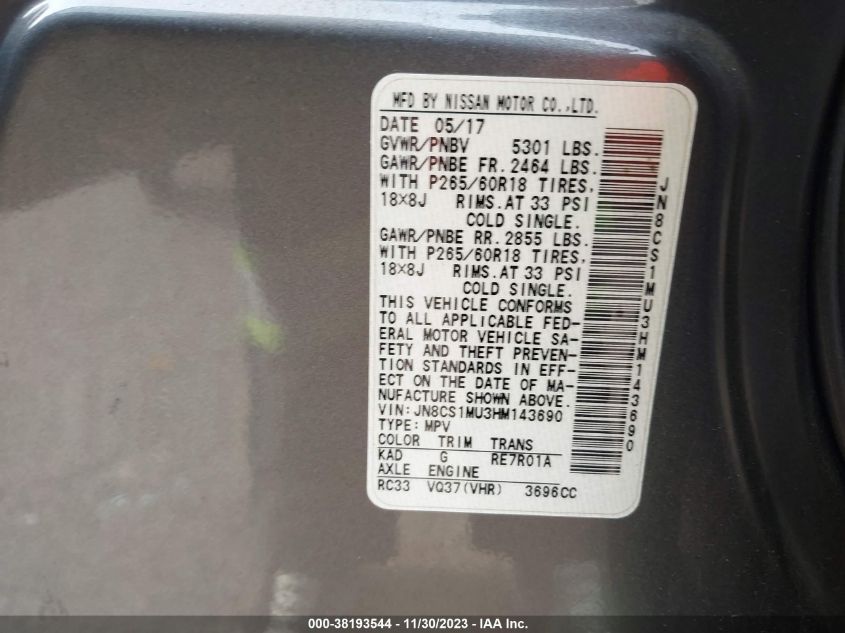 MFD BY NISSAN MOTOR CO.,LTD.
DATE 05/17
GVWR/PNBV 5301 LBS.
GAWR/PNBE FR. 2464 LBS.
WITH P265/60R18 TIRES,
18×8J RIMS.AT 33 PSI
COLD SINGLE.
GAWR/PNBE RR. 2855 LBS.
WITH P265/60R18 TIRES,
18×8J RIMS.AT 33 PSI
COLD SINGLE.
THIS VEHICLE CONFORMS
TO ALL APPLICABLE FED-
ERAL MOTOR VEHICLE SA-
FETY AND THEFT PREVEN-
TION STANDARDS IN EFF-
ECT ON THE DATE OF MA-
NUFACTURE SHOWN ABOVE.
VIN:JN8CS1MU3HM143690
TYPE:MPV
COLOR TRIM TRANS
KAD G RE7R01A
AXLE ENGINE
RC33 VQ37(VHR) 3696CC
JN8CS1MU3HM143690
000-38193544 - 11/30/2023 - IAA Inc.